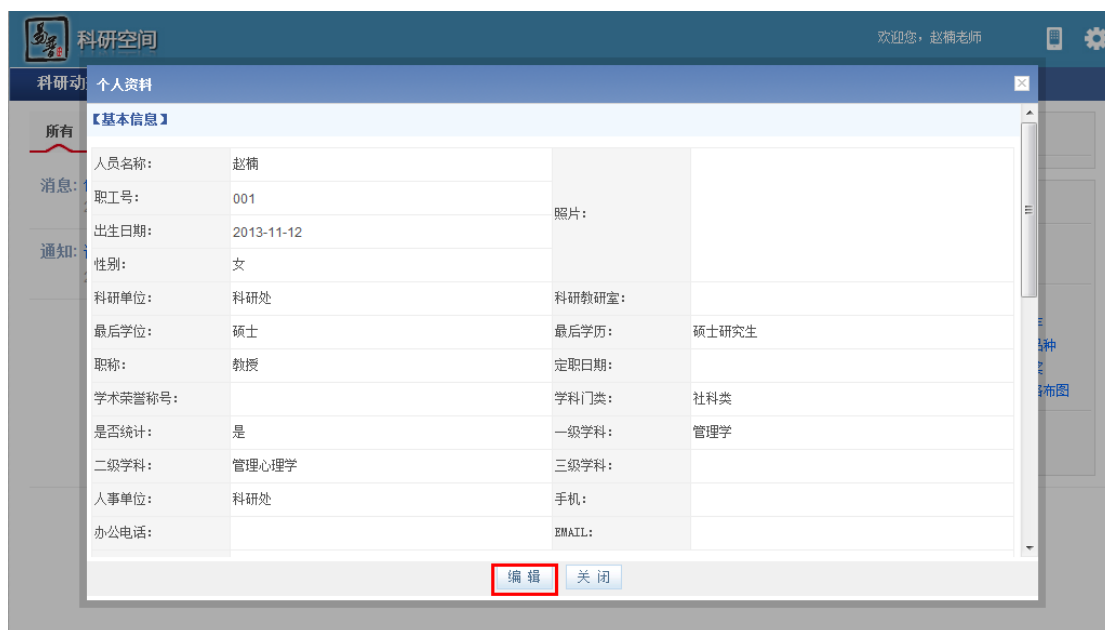 易普 科研空间
欢迎您，赵楠老师
科研动
个人资料
【基本信息】
所有
人员名称： 赵楠
照片：
消息:
职工号： 001
出生日期： 2013-11-12
通知:
性别： 女
科研单位： 科研处 科研教研室：
最后学位： 硕士 最后学历： 硕士研究生
品种
职称： 教授 定职日期：
奖
学术荣誉称号： 学科门类： 社科类
布图
是否统计： 是 一级学科： 管理学
二级学科： 管理心理学 三级学科：
人事单位： 科研处 手机：
办公电话： EMAIL:
编 辑 关 闭